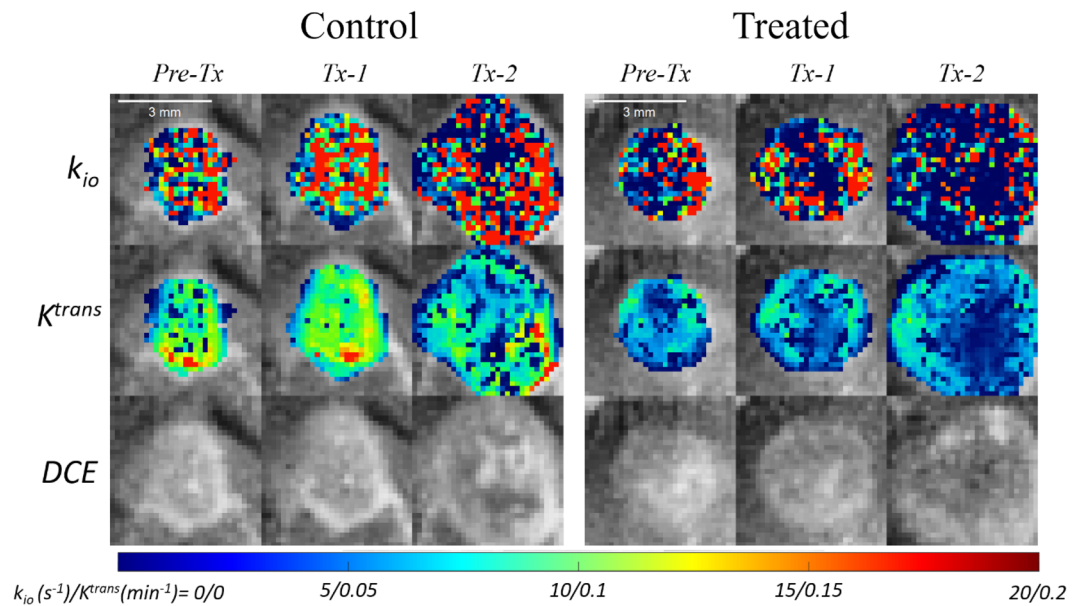 Control Treated
Pre-Tx Tx-1 Tx-2 Pre-Tx Tx-1 Tx-2
3 mm 3 mm
kio
Ktrans
DCE
kio (s-1)/Ktrans(min-1)= 0/0 5/0.05 10/0.1 15/0.15 20/0.2